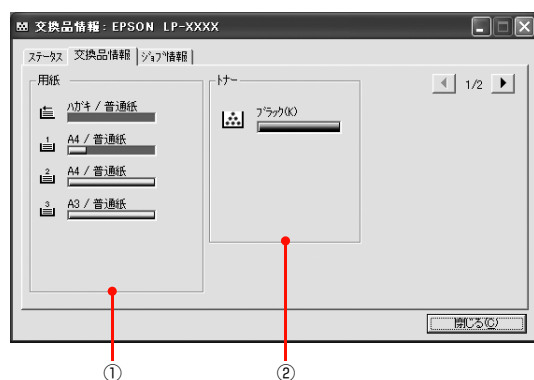 交換品情報：EPSON LP-XXXX
ステータス 交換品情報 ジョブ情報
用紙
ハガキ / 普通紙
1 A4 / 普通紙
2 A4 / 普通紙
3 A3 / 普通紙
トナー
ブラック(K)
1/2
閉じる(C)
① ②